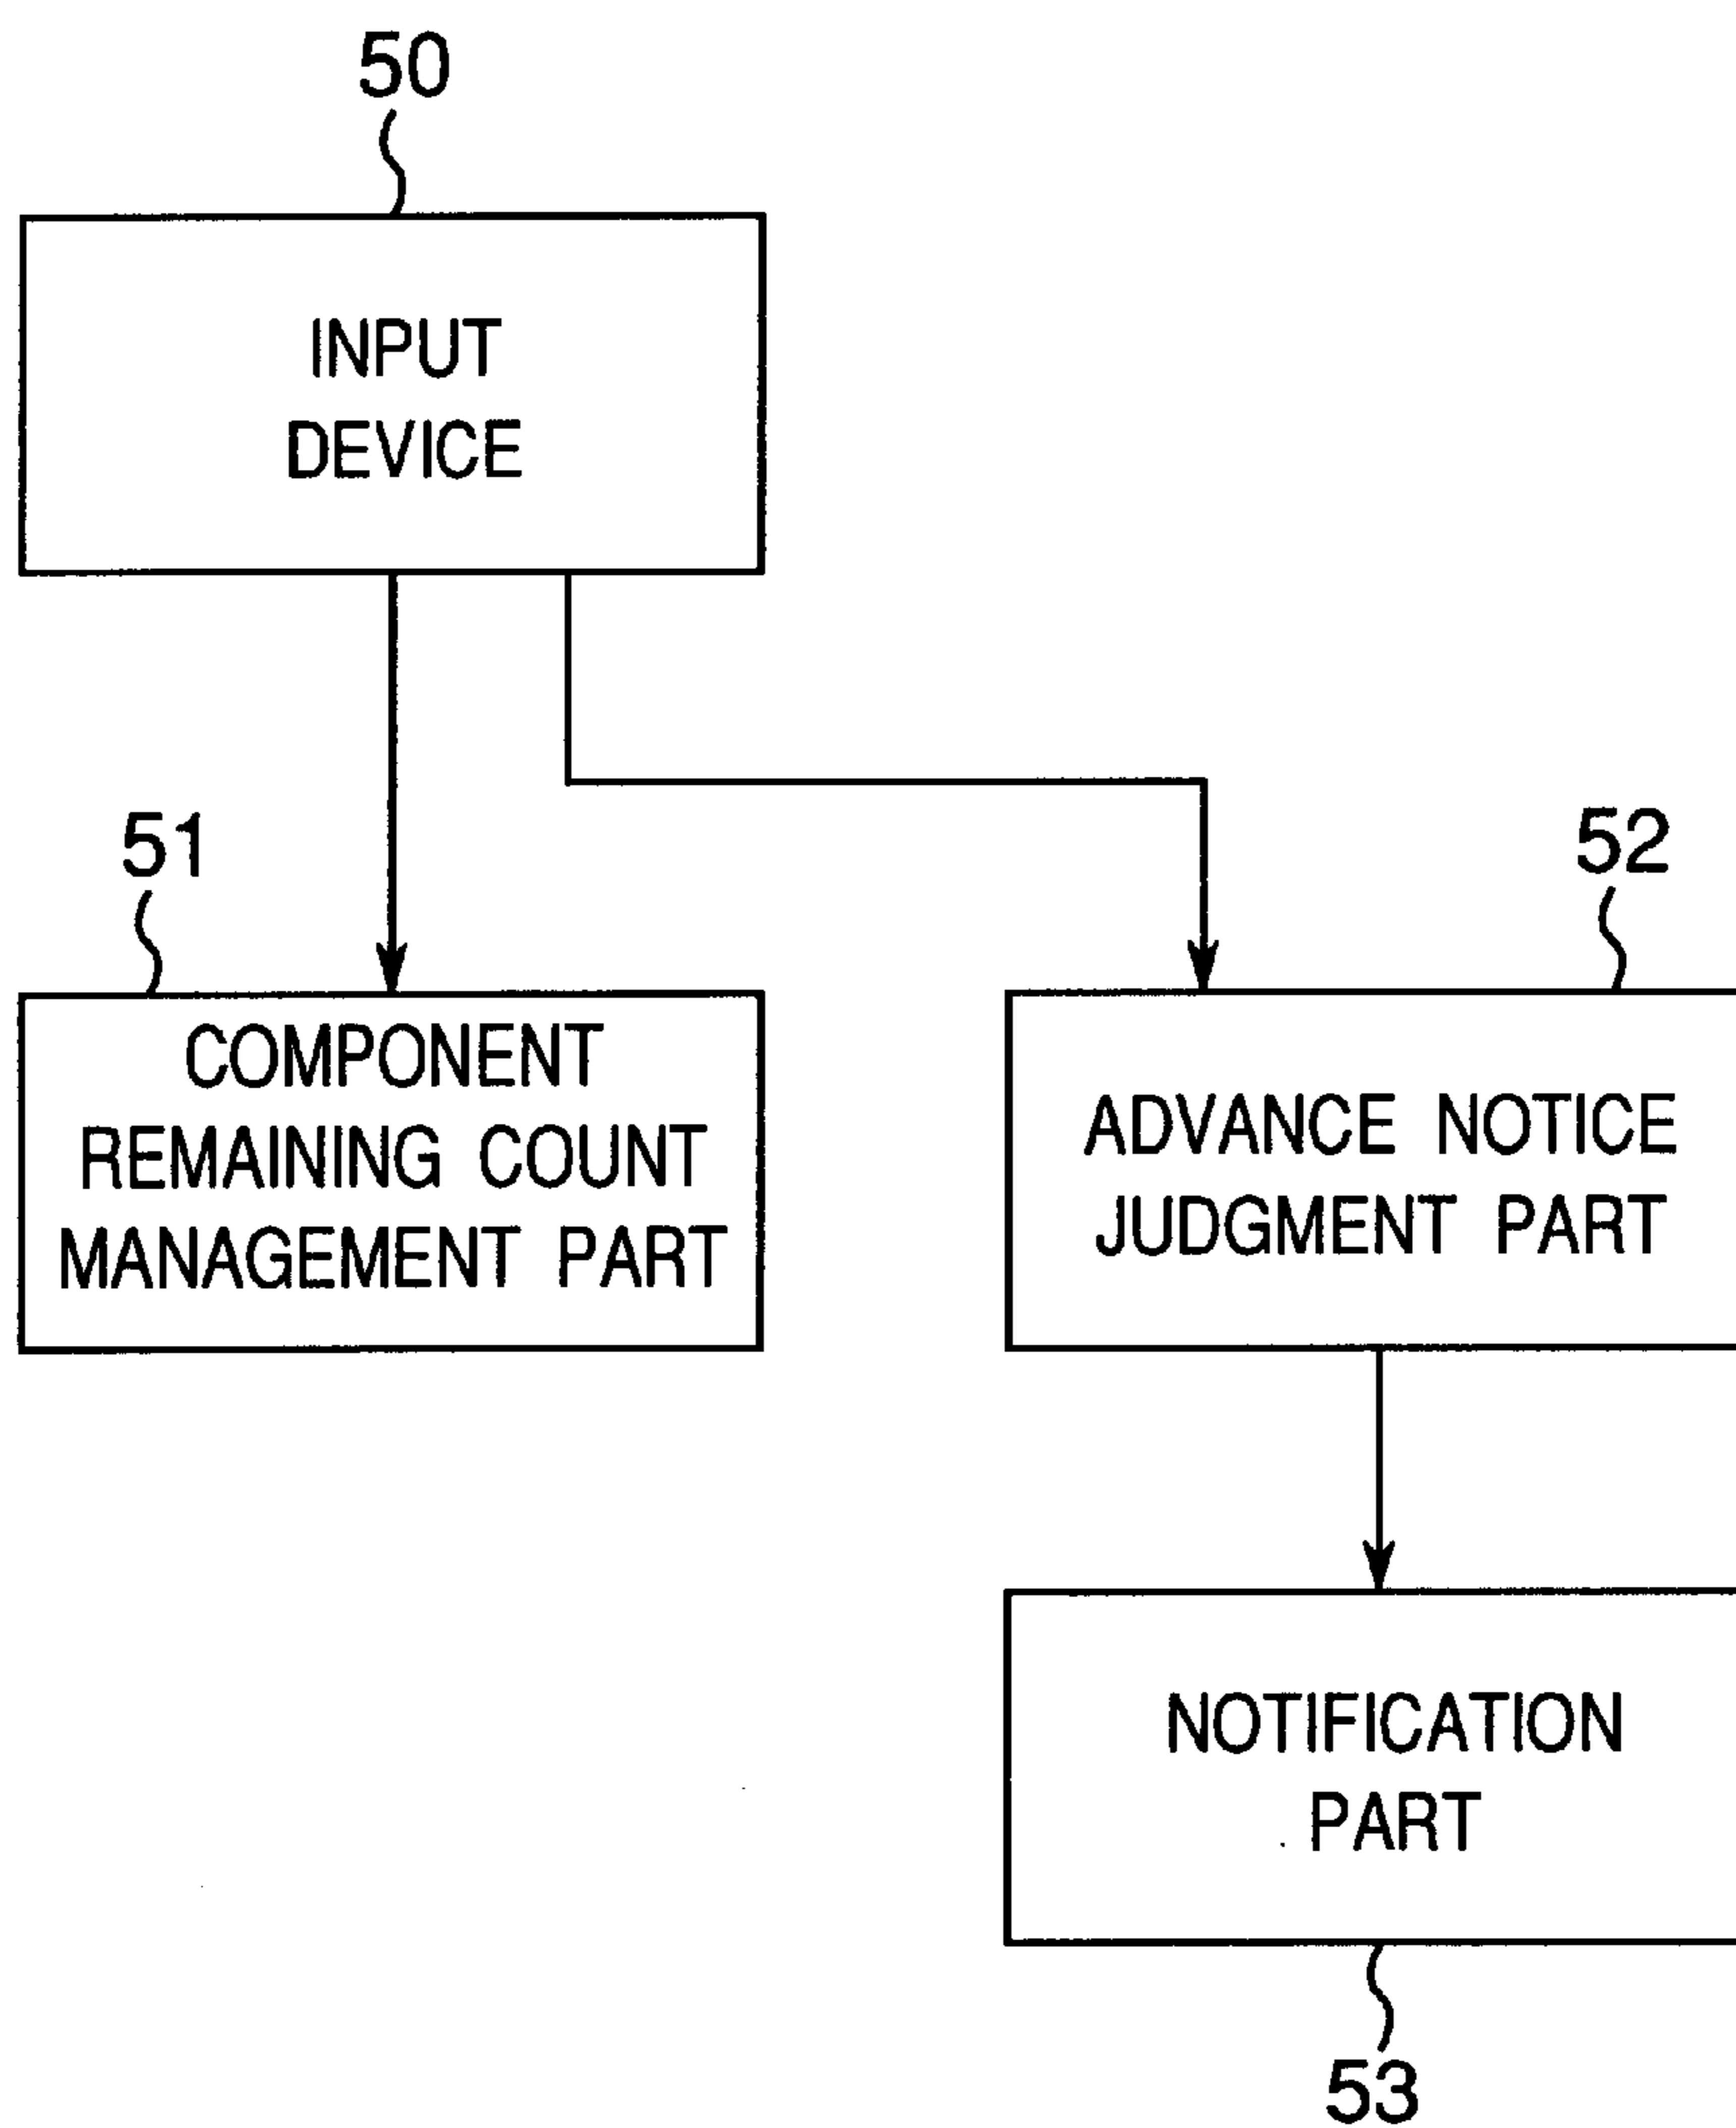 50
INPUT
DEVICE
51
52
COMPONENT
REMAINING COUNT
MANAGEMENT PART
ADVANCE NOTICE
JUDGMENT PART
NOTIFICATION
PART
53